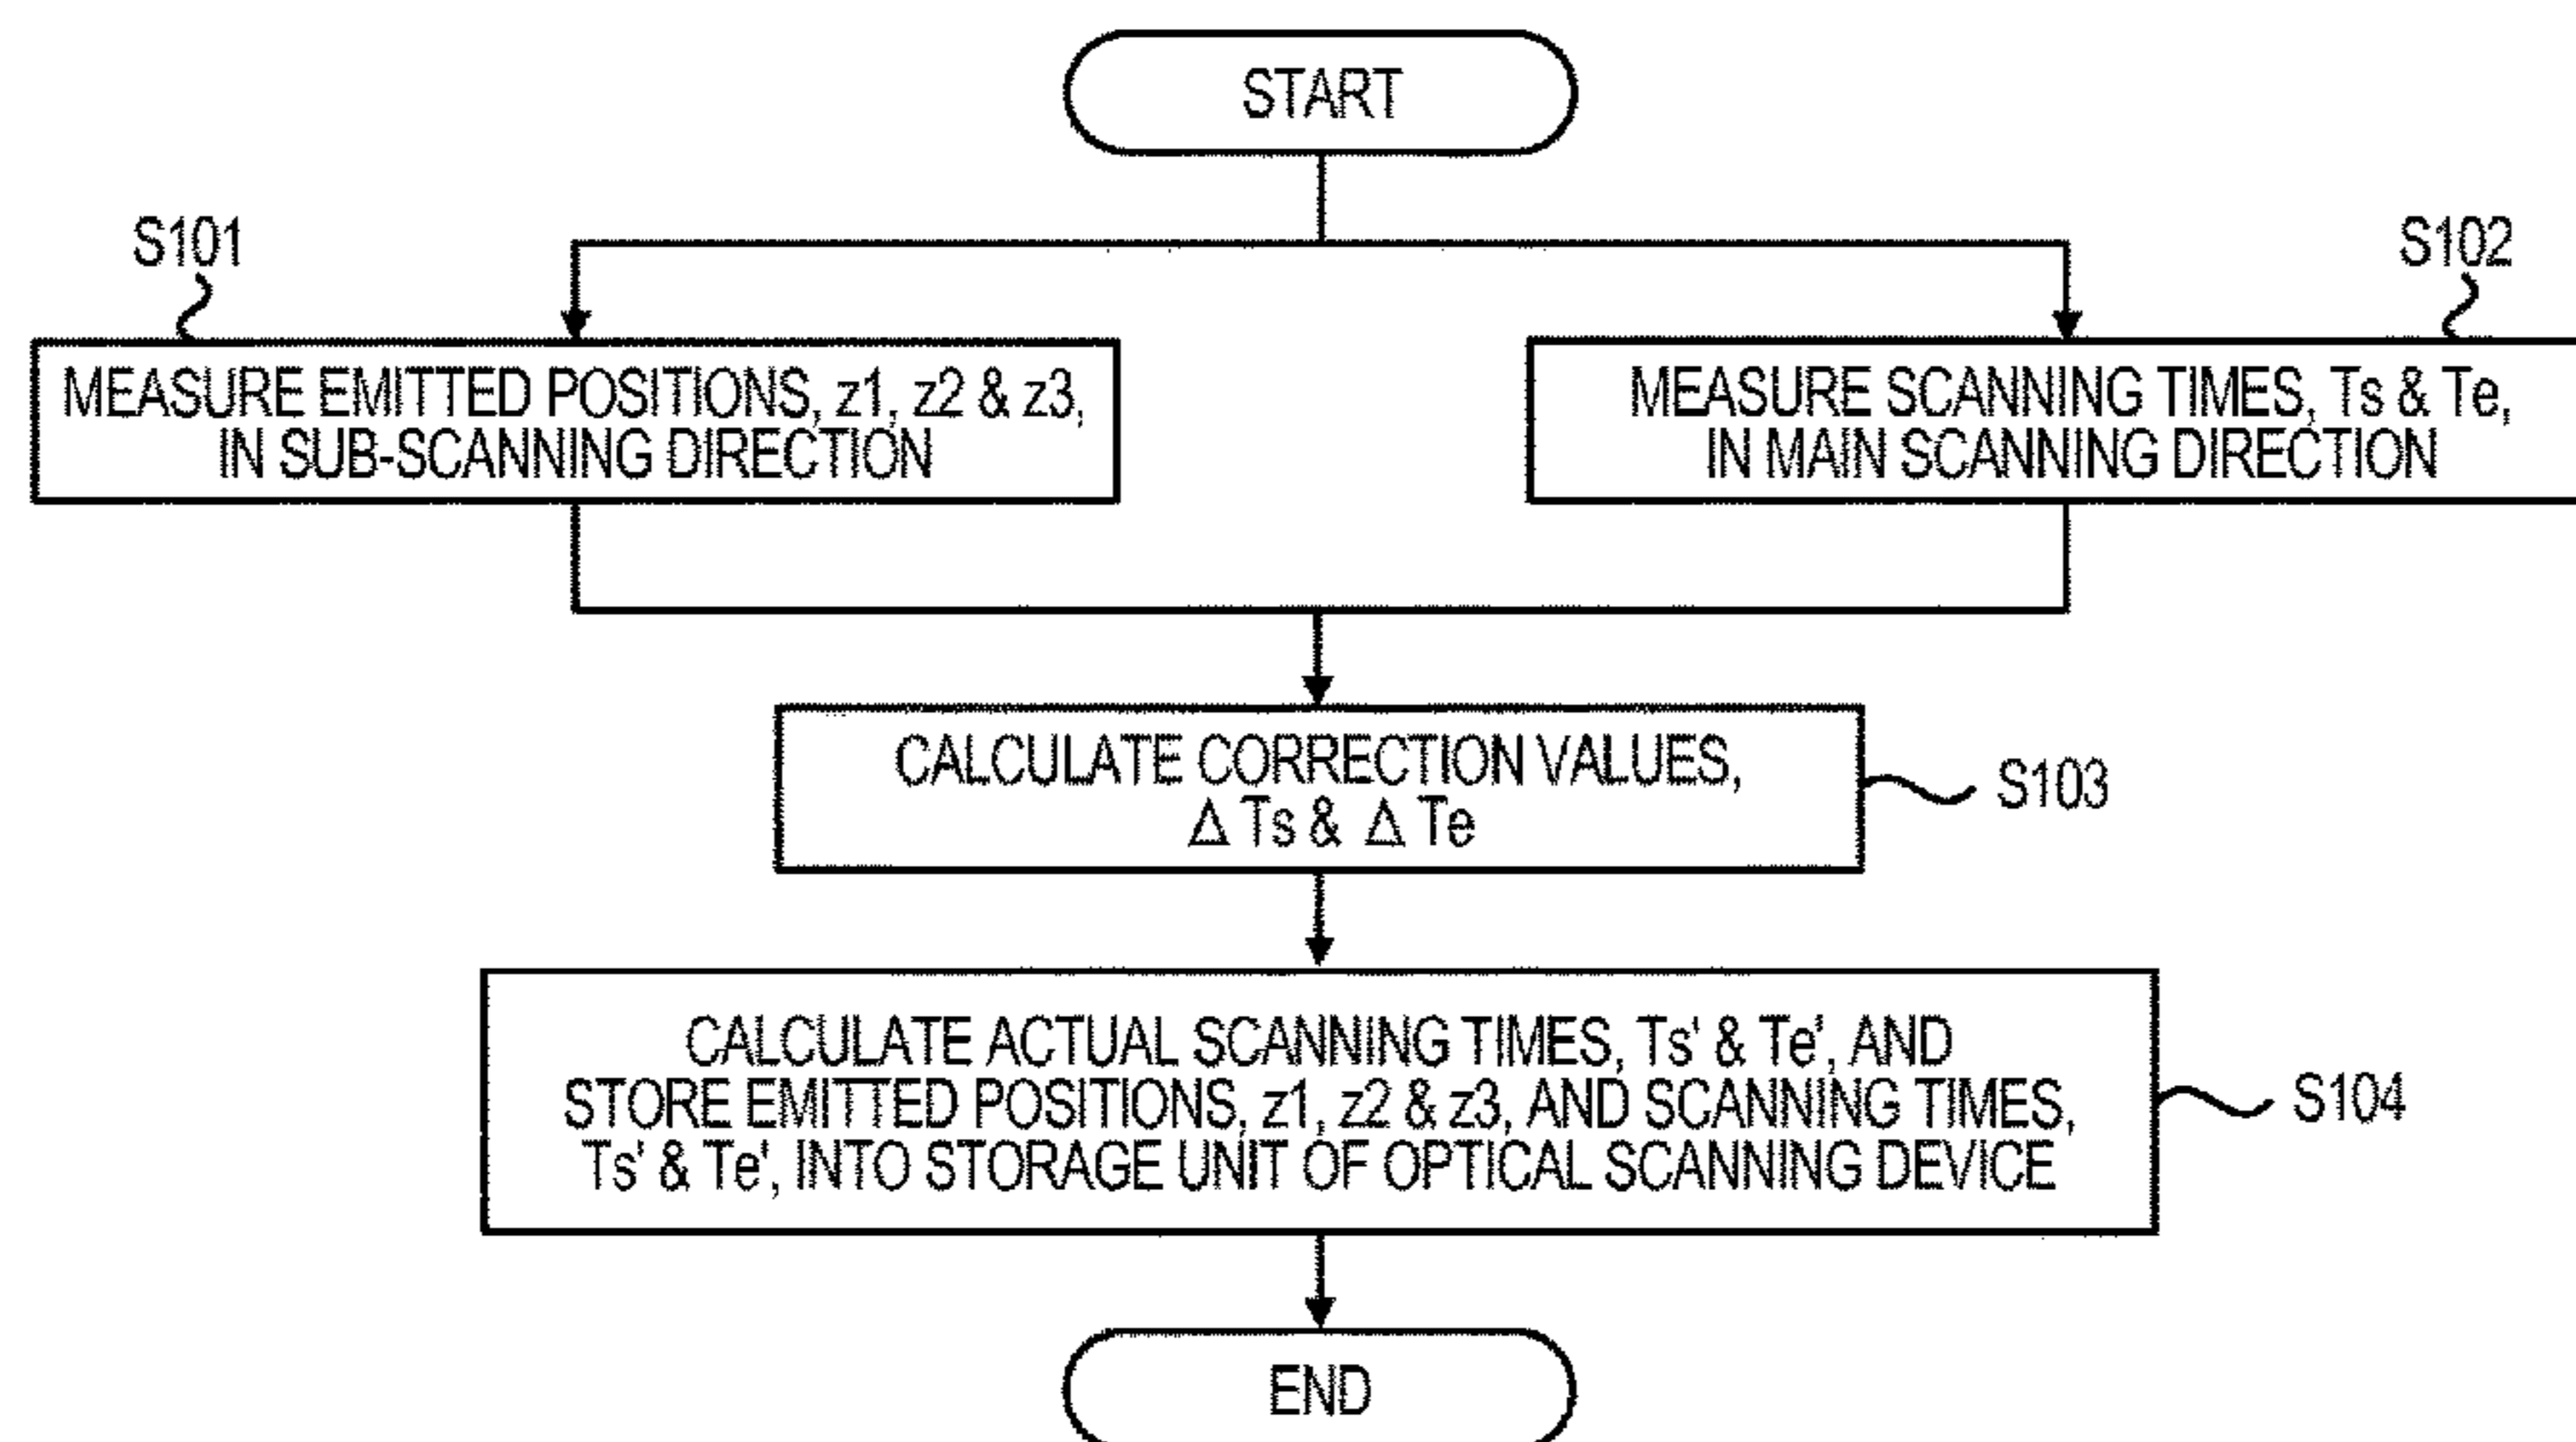 START
S101
S102
MEASURE EMITTED POSITIONS, z1, z2 & z3,
IN SUB-SCANNING DIRECTION
MEASURE SCANNING TIMES, Ts & Te,
IN MAIN SCANNING DIRECTION
CALCULATE CORRECTION VALUES,
Δ Ts & Δ Te
S103
CALCULATE ACTUAL SCANNING TIMES, Ts' & Te', AND
STORE EMITTED POSITIONS, z1, z2 & z3, AND SCANNING TIMES,
Ts' & Te', INTO STORAGE UNIT OF OPTICAL SCANNING DEVICE
S104
END